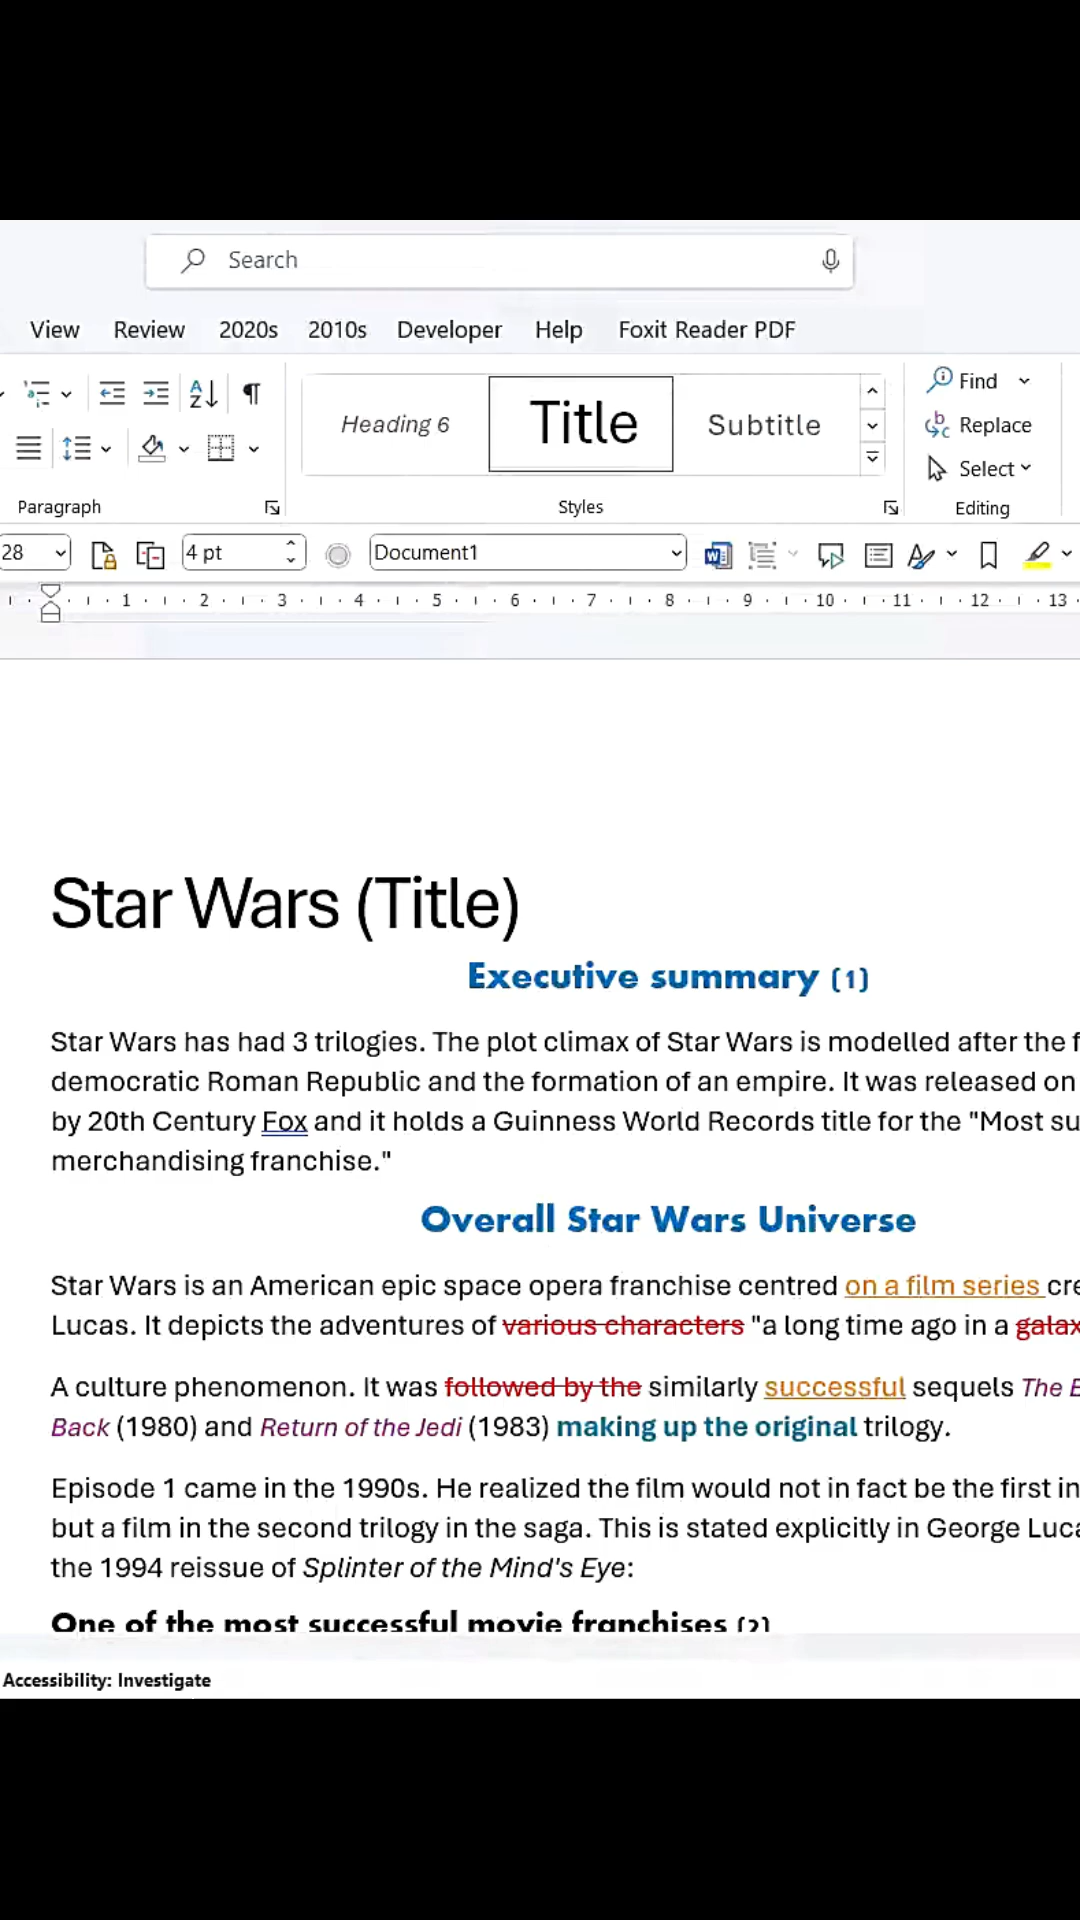 Search
View Review 2020s 2010s Developer Help Foxit Reader PDF
Heading 6 Title Subtitle
Find
Replace
Select
Paragraph Styles Editing
28 4 pt Document1
1 2 3 4 5 6 7 8 9 10 11 12 13
Star Wars (Title)
Executive summary (1)
Star Wars has had 3 trilogies. The plot climax of Star Wars is modelled after the
democratic Roman Republic and the formation of an empire. It was released on
by 20th Century Fox and it holds a Guinness World Records title for the "Most
merchandising franchise."
Overall Star Wars Universe
Star Wars is an American epic space opera franchise centred on a film series
Lucas. It depicts the adventures of various characters "a long time ago in a
A culture phenomenon. It was followed by the similarly successful sequels The
Back (1980) and Return of the Jedi (1983) making up the original trilogy.
Episode 1 came in the 1990s. He realized the film would not in fact be the first
but a film in the second trilogy in the saga. This is stated explicitly in George
the 1994 reissue of Splinter of the Mind's Eye:
One of the most successful movie franchises (2)
Accessibility: Investigate